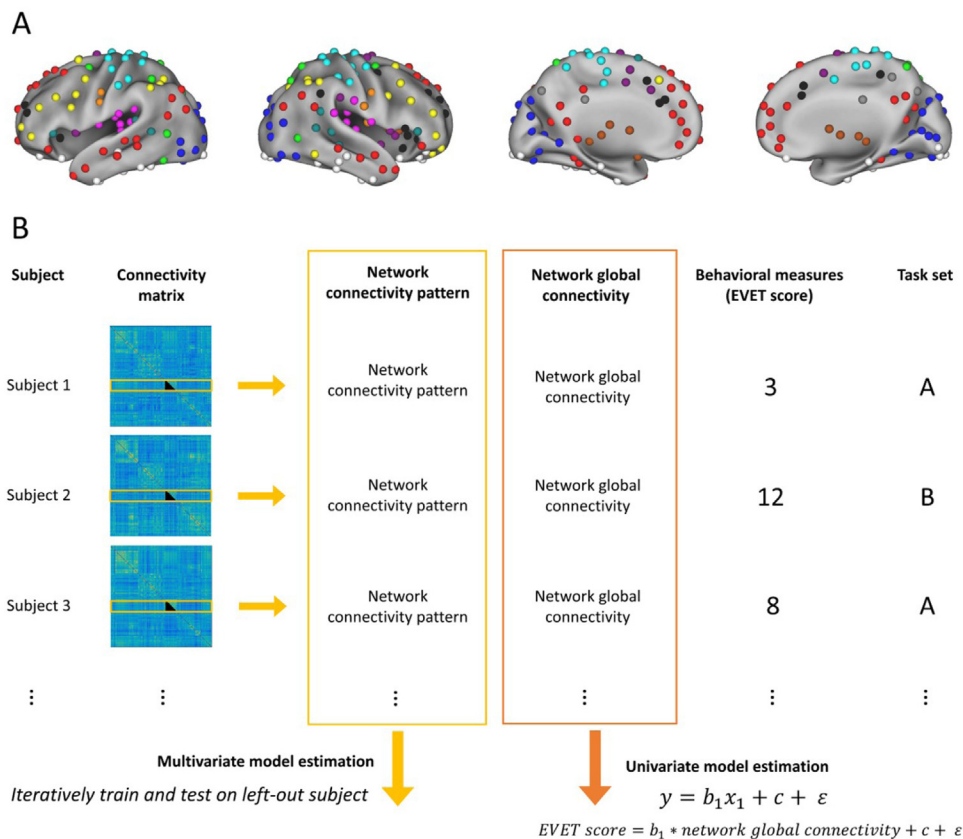 A
B
Subject
Connectivity
matrix
Network
connectivity pattern
Network global
connectivity
Behavioral measures
(EVET score)
Task set
Subject 1
Network
connectivity pattern
Network global
connectivity
3
A
Subject 2
Network
connectivity pattern
Network global
connectivity
12
B
Subject 3
Network
connectivity pattern
Network global
connectivity
8
A
⋮ ⋮ ⋮ ⋮ ⋮ ⋮
Multivariate model estimation
Iteratively train and test on left-out subject
Univariate model estimation
y = b₁x₁ + c + ε
EVET score = b₁ * network global connectivity + c + ε